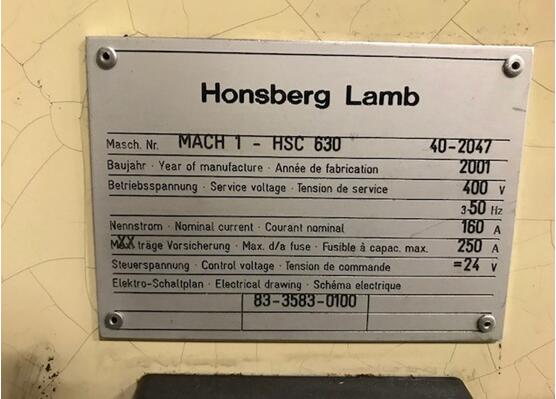 Honsberg Lamb
Masch. Nr. MACH 1 - HSC 630 40-2047
Baujahr · Year of manufacture · Année de fabrication 2001
Betriebsspannung · Service voltage · Tension de service 400 V
3~50 Hz
Nennstrom · Nominal current · Courant nominal 160 A
träge Vorsicherung · Max. d/a fuse · Fusible à capac. max. 250 A
Steuerspannung · Control voltage · Tension de commande =24 V
Elektro-Schaltplan · Electrical drawing · Schéma electrique
83-3583-0100